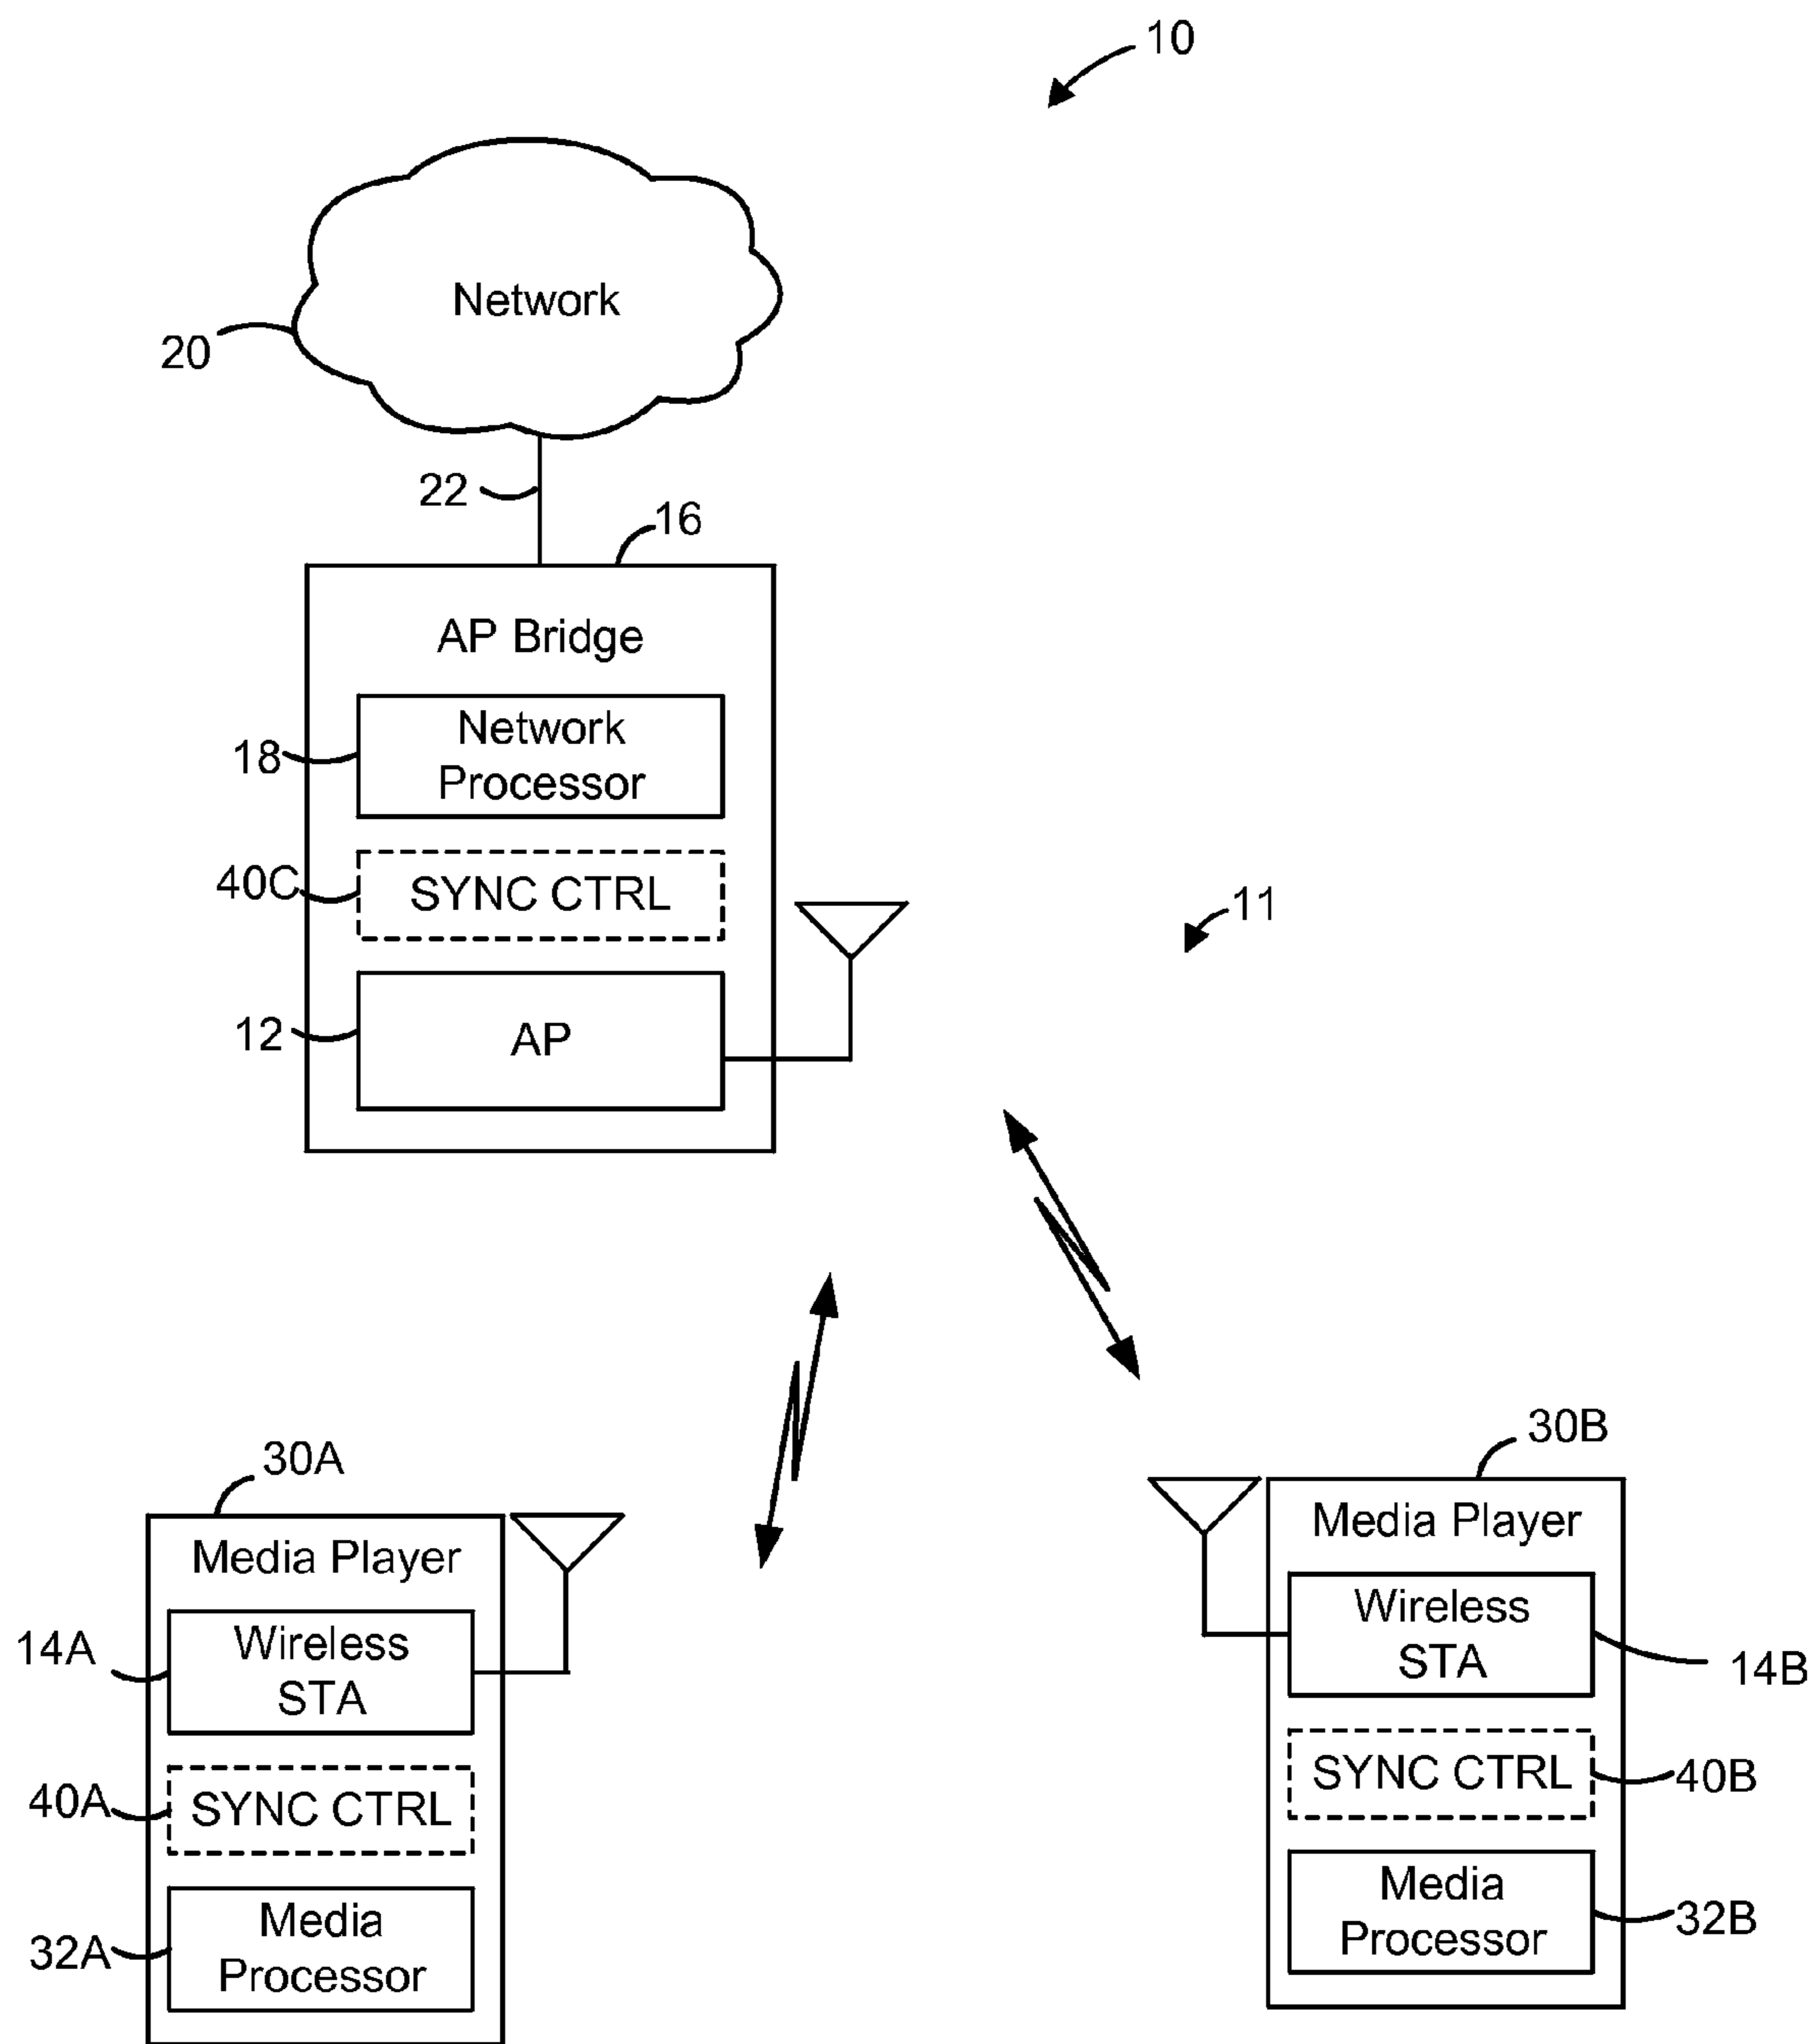 10
Network
20
22
16
AP Bridge
Network
Processor
18
40C
SYNC CTRL
11
12
AP
30A
30B
Media Player
Wireless
STA
14A
40A
SYNC CTRL
Media
Processor
32A
Media Player
Wireless
STA
14B
SYNC CTRL
40B
Media
Processor
32B